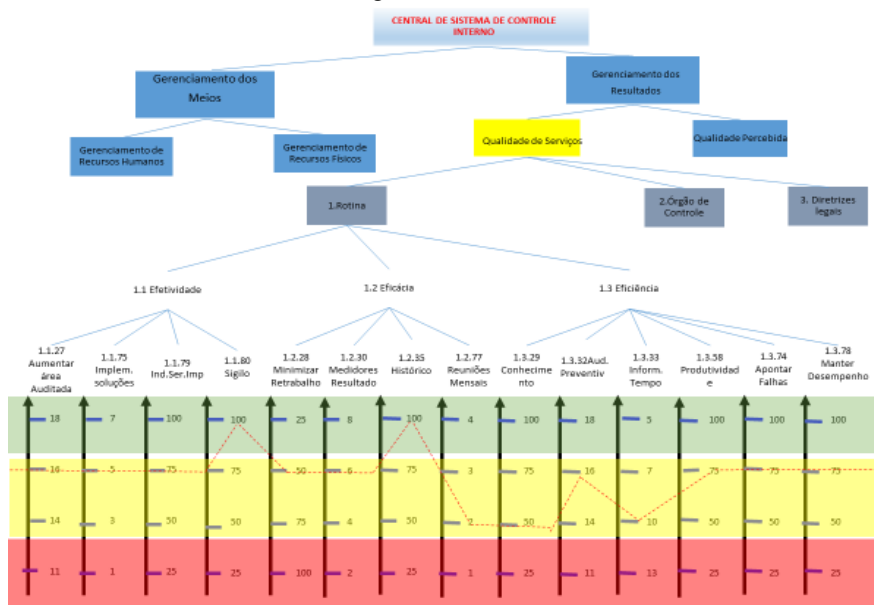 CENTRAL DE SISTEMA DE CONTROLE
INTERNO
Gerenciamento dos
Meios
Gerenciamento dos
Resultados
Gerenciamento de
Recursos Humanos
Gerenciamento de
Recursos Físicos
Qualidade de Serviços
Qualidade Percebida
1.Rotina
2.Órgão de
Controle
3. Diretrizes
legais
1.1 Efetividade
1.2 Eficácia
1.3 Eficiência
1.1.27
Aumentar
área
Auditada
1.1.75
Implem.
soluções
1.1.79
Ind.Ser.Imp
1.1.80
Sigilo
1.2.28
Minimizar
Retrabalho
1.2.30
Medidores
Resultado
1.2.35
Histórico
1.2.77
Reuniões
Mensais
1.3.29
Conhecime
nto
1.3.32Aud.
Preventiv
1.3.33
Inform.
Tempo
1.3.58
Produtividad
e
1.3.74
Apontar
Falhas
1.3.78
Manter
Desempenho
18 7 100 100 25 8 100 4 100 18 5 100 100 100
16 5 75 75 50 6 75 3 75 16 7 75 75 75
14 3 50 50 75 4 50 2 50 14 10 50 50 50
11 1 25 25 100 2 25 1 25 11 13 25 25 25